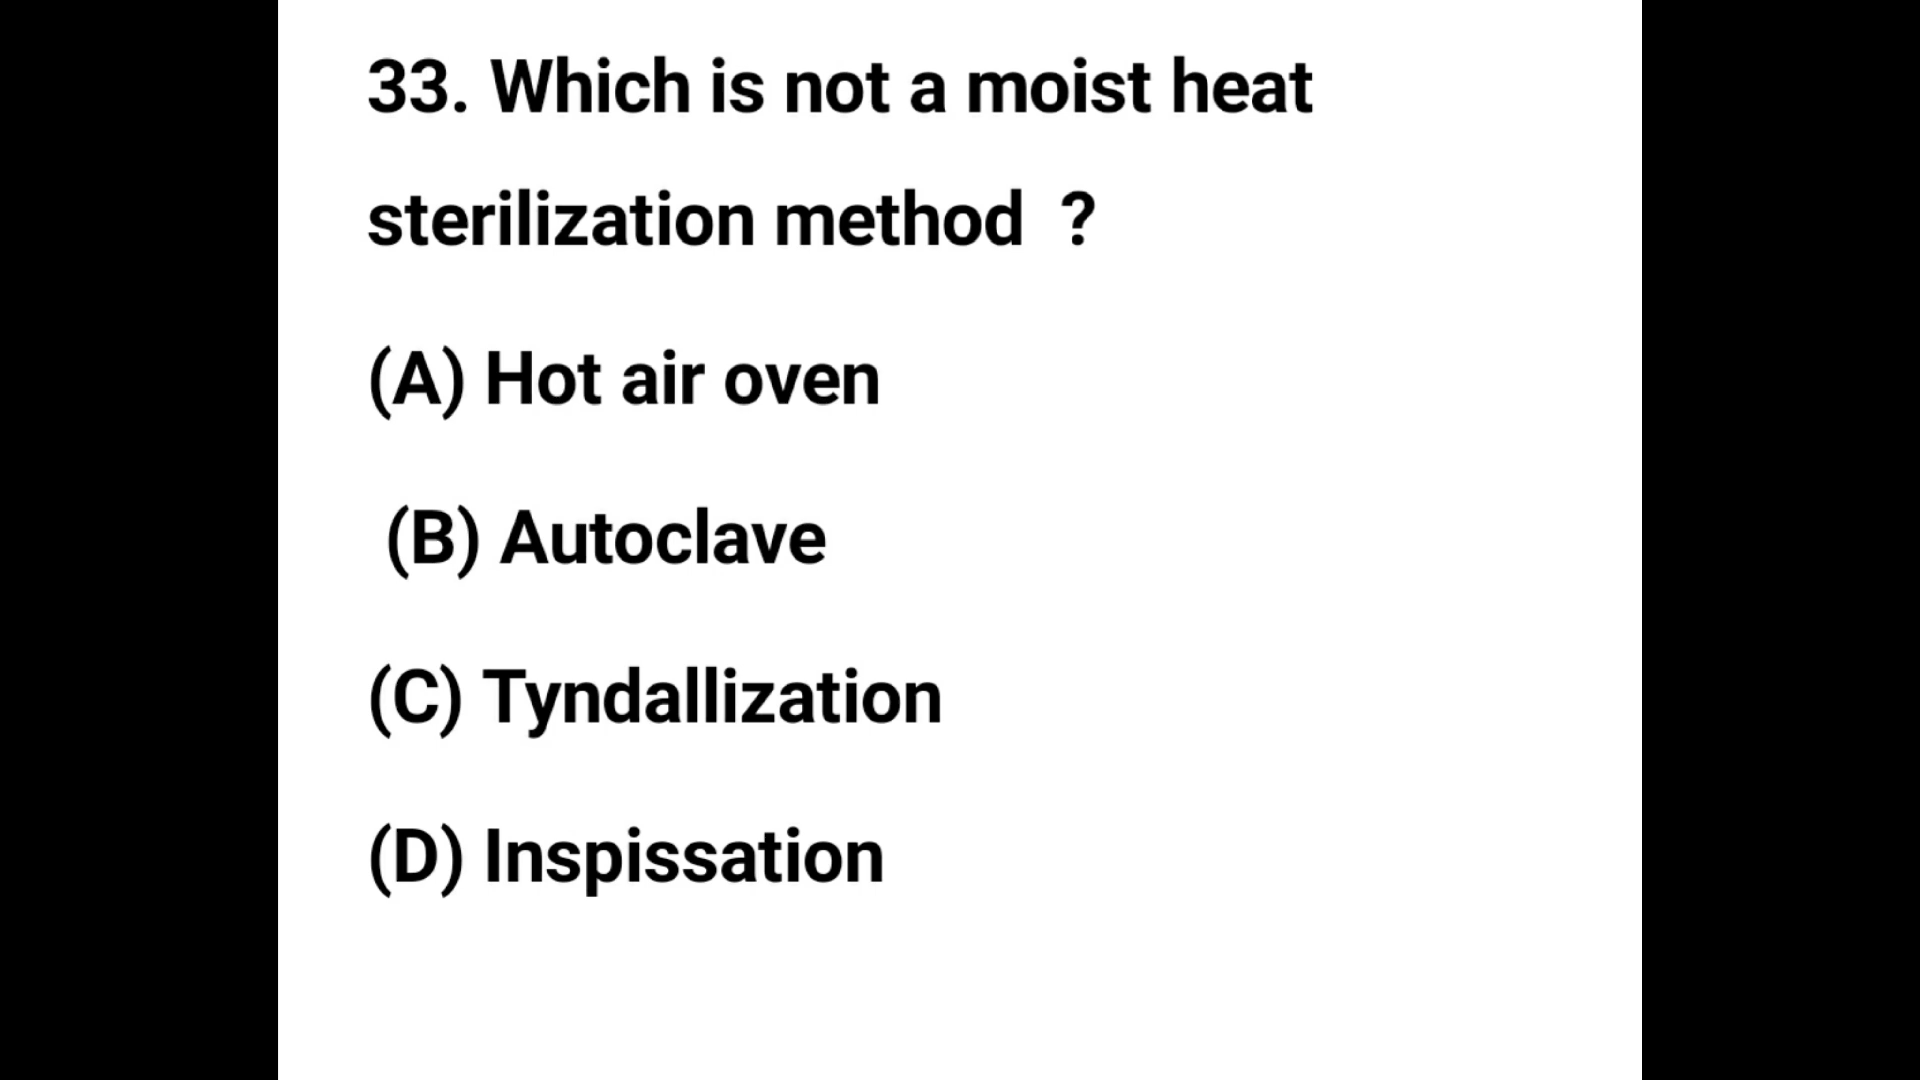 33. Which is not a moist heat
sterilization method ?
(A) Hot air oven
(B) Autoclave
(C) Tyndallization
(D) Inspissation